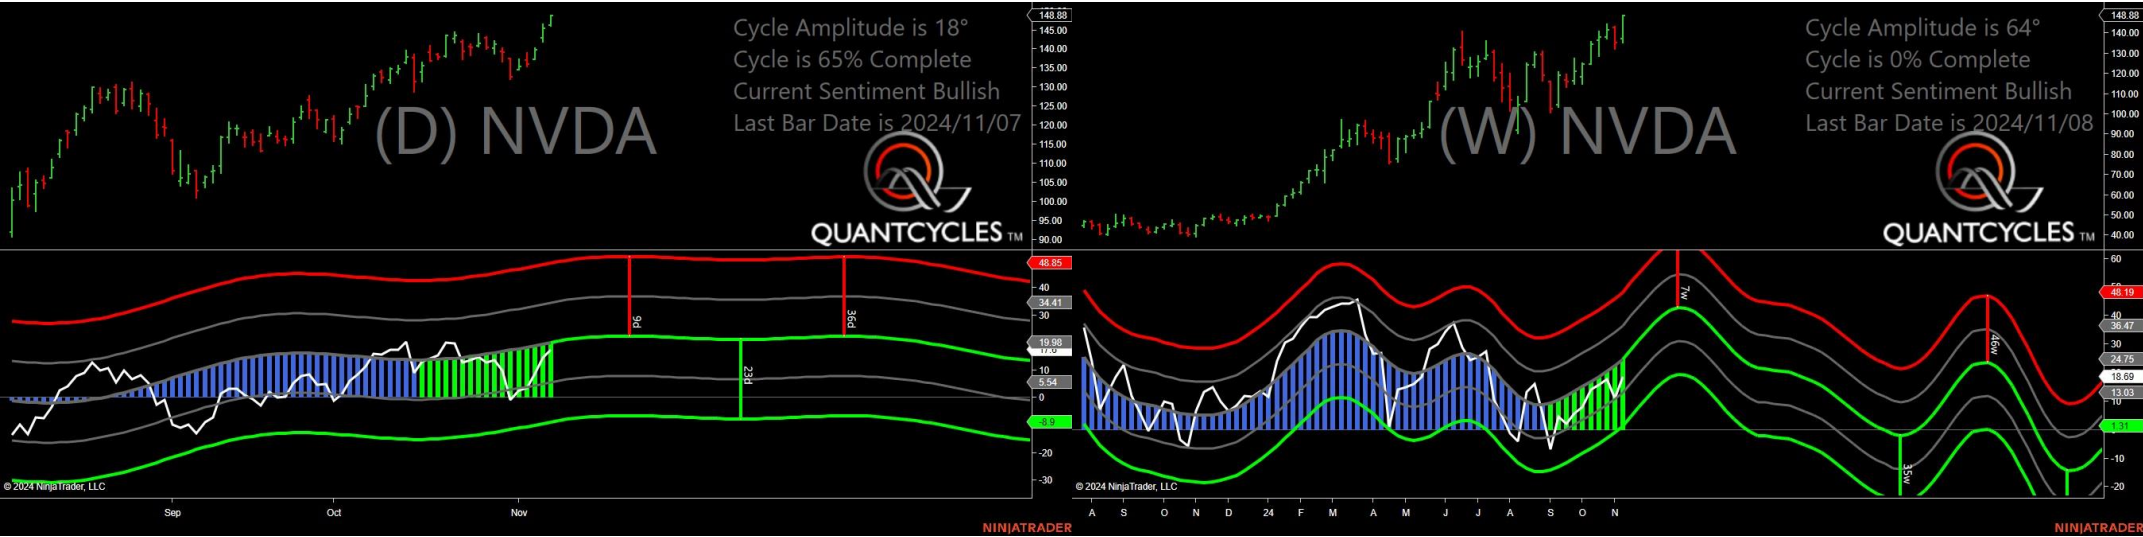 148.88
145.00
140.00
135.00
130.00
125.00
120.00
115.00
110.00
105.00
100.00
95.00
90.00
Cycle Amplitude is 18°
Cycle is 65% Complete
Current Sentiment Bullish
Last Bar Date is 2024/11/07
(D) NVDA
QUANTCYCLES TM
48.85
40
34.41
30
19.98
17.6
10
5.54
0
-8.9
-20
-30
9d
23d
36d
© 2024 NinjaTrader, LLC
Sep Oct Nov
NINJATRADER
148.88
140.00
130.00
120.00
110.00
100.00
90.00
80.00
70.00
60.00
50.00
40.00
Cycle Amplitude is 64°
Cycle is 0% Complete
Current Sentiment Bullish
Last Bar Date is 2024/11/08
(W) NVDA
QUANTCYCLES TM
60
48.19
40
36.47
30
24.75
18.69
13.03
10
1.31
-10
-20
7w
35w
46w
© 2024 NinjaTrader, LLC
A S O N D 24 F M A M J J A S O N
NINJATRADER